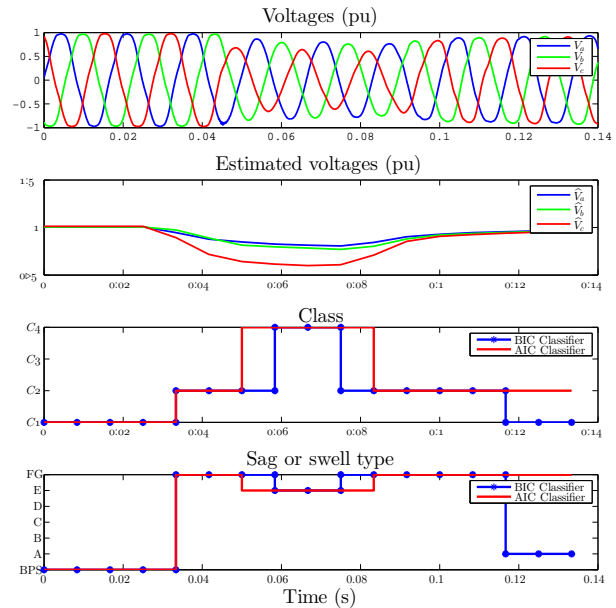 Voltages (pu)
1
0.5
0
−0.5
−1
0
0.02
0.04
0.06
0.08
0.1
0.12
0.14
V_a
V_b
V_c
Estimated voltages (pu)
1:5
1
0:5
0
0:02
0:04
0:06
0:08
0:1
0:12
0:14
V̂_a
V̂_b
V̂_c
Class
C₄
C₃
C₂
C₁
0
0.02
0.04
0.06
0.08
0:1
0.12
0.14
BIC Classifier
AIC Classifier
Sag or swell type
FG
E
D
C
B
A
BPS
0
0.02
0.04
0.06
0.08
0.1
0.12
0.14
BIC Classifier
AIC Classifier
Time (s)